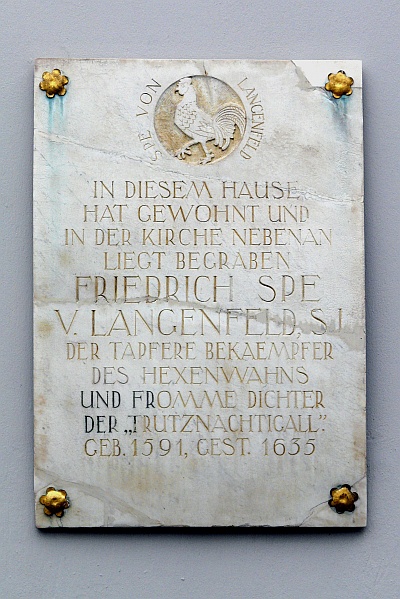 SPE VON LANGENFELD
IN DIESEM HAUSE
HAT GEWOHNT UND
IN DER KIRCHE NEBENAN
LIEGT BEGRABEN
FRIEDRICH SPE
V. LANGENFELD, S.J.
DER TAPFERE BEKAEMPFER
DES HEXENWAHNS
UND FROMME DICHTER
DER „TRUTZNACHTIGALL".
GEB. 1591, GEST. 1635